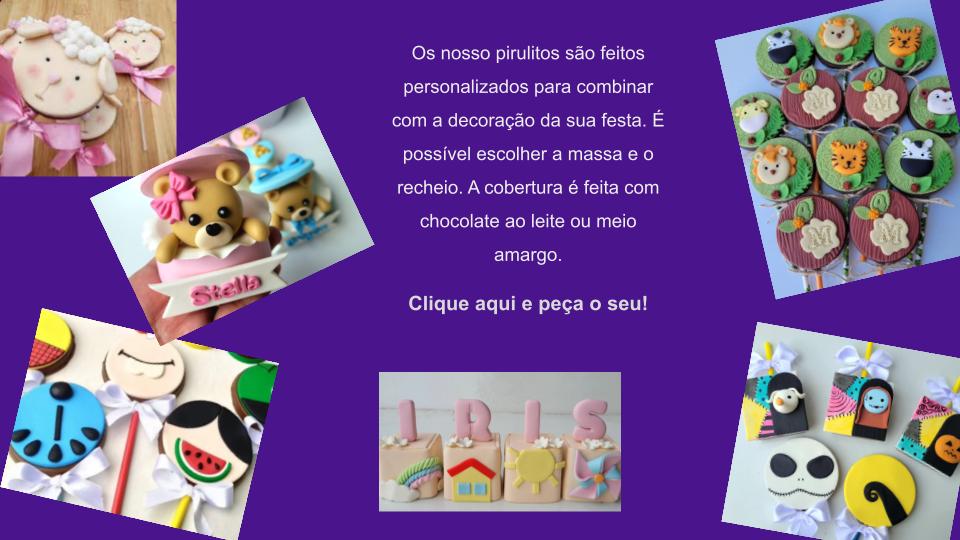 Os nosso pirulitos são feitos
personalizados para combinar
com a decoração da sua festa. É
possível escolher a massa e o
recheio. A cobertura é feita com
chocolate ao leite ou meio
amargo.
Clique aqui e peça o seu!
Stella
M
M
M
M
IRIS